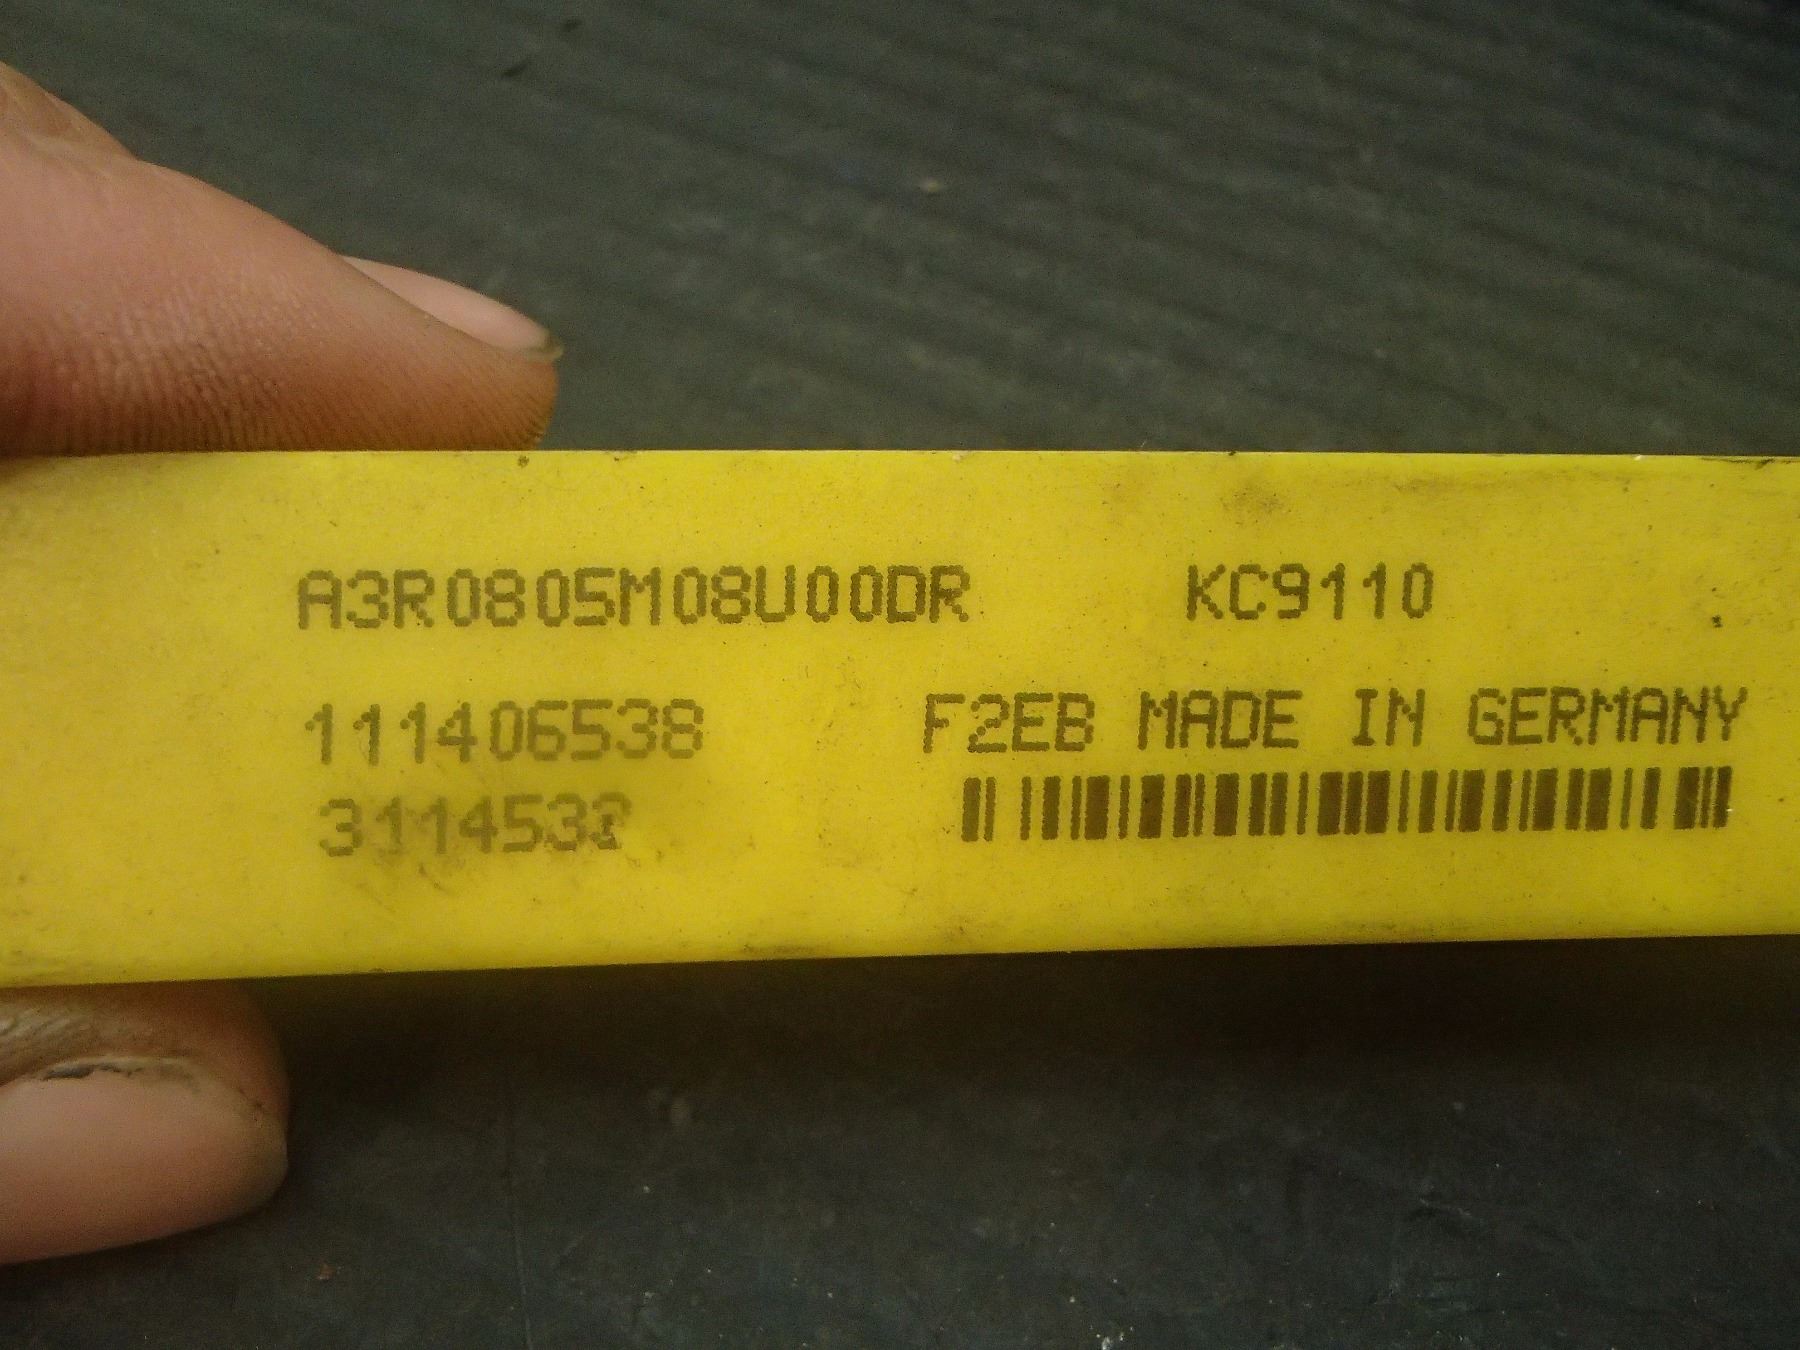 A3R0805M08U00DR KC9110
111406538 F2EB MADE IN GERMANY